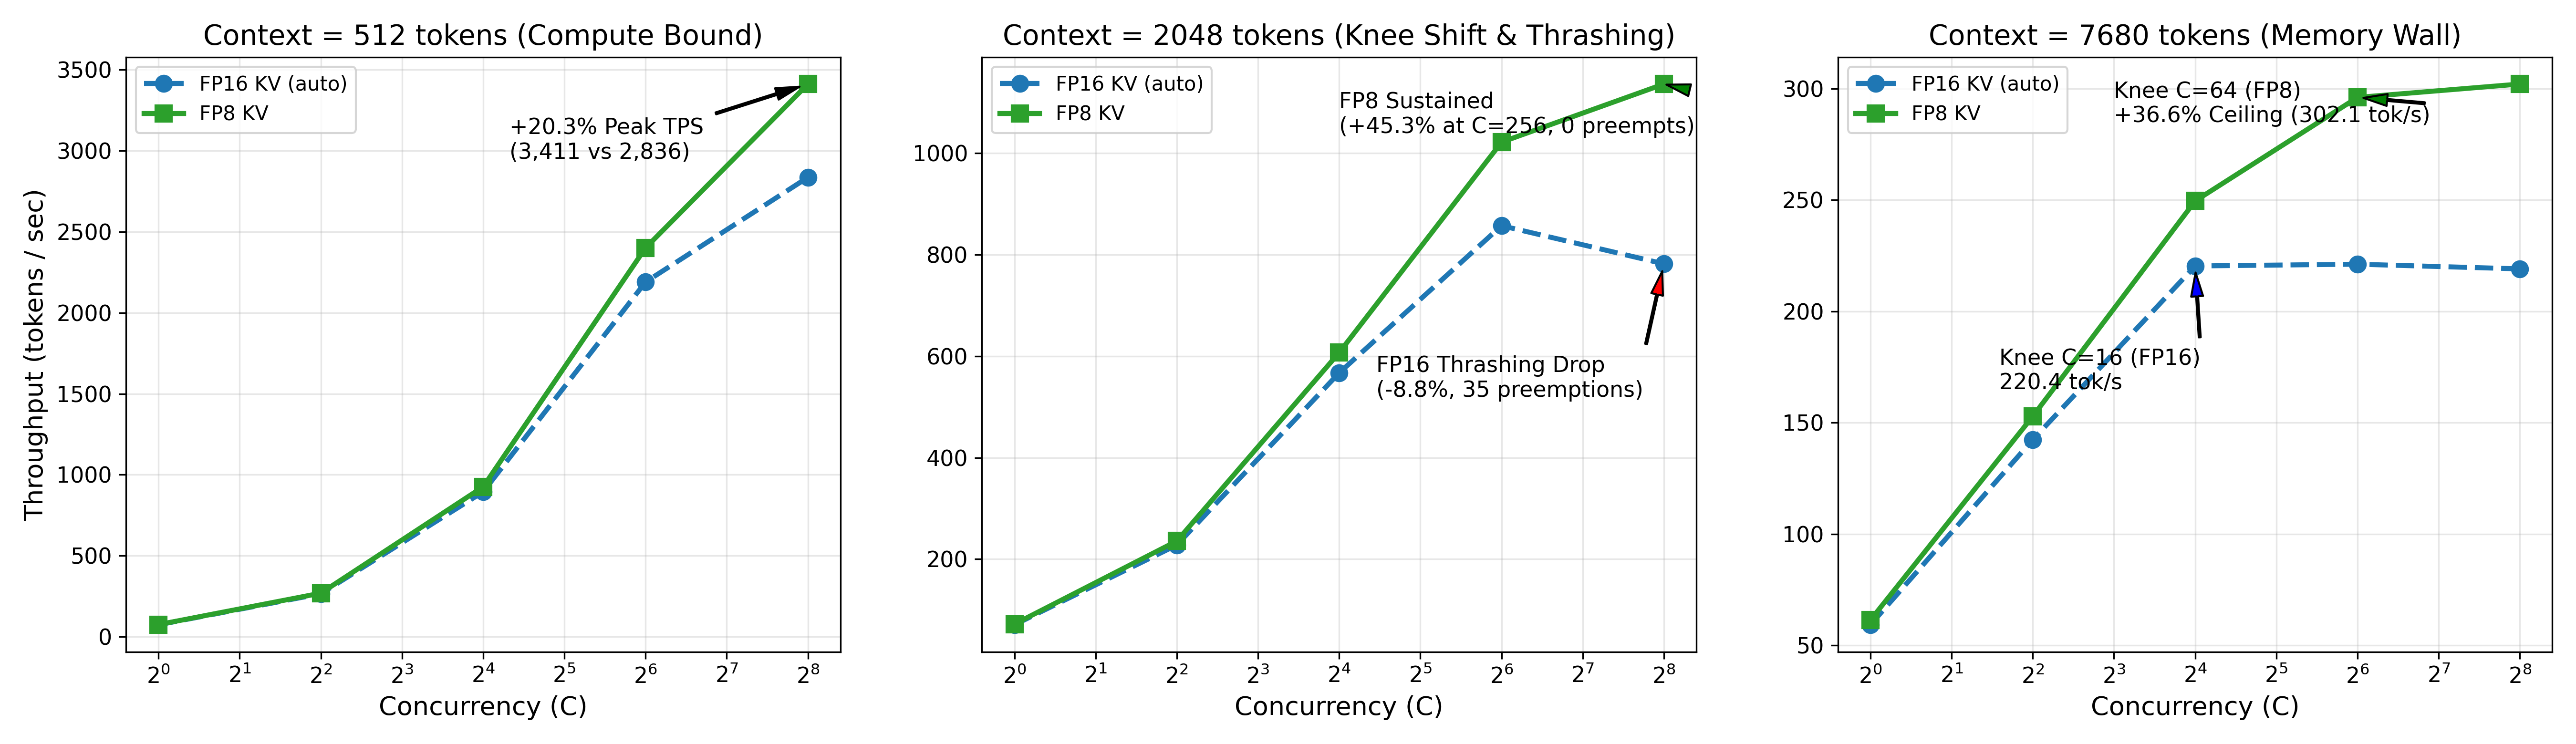 Context = 512 tokens (Compute Bound)
FP16 KV (auto)
FP8 KV
+20.3% Peak TPS
(3,411 vs 2,836)
3500
3000
2500
2000
1500
1000
500
0
Throughput (tokens / sec)
2⁰ 2¹ 2² 2³ 2⁴ 2⁵ 2⁶ 2⁷ 2⁸
Concurrency (C)
Context = 2048 tokens (Knee Shift & Thrashing)
FP16 KV (auto)
FP8 KV
FP8 Sustained
(+45.3% at C=256, 0 preempts)
FP16 Thrashing Drop
(-8.8%, 35 preemptions)
1000
800
600
400
200
2⁰ 2¹ 2² 2³ 2⁴ 2⁵ 2⁶ 2⁷ 2⁸
Concurrency (C)
Context = 7680 tokens (Memory Wall)
FP16 KV (auto)
FP8 KV
Knee C=64 (FP8)
+36.6% Ceiling (302.1 tok/s)
Knee C=16 (FP16)
220.4 tok/s
300
250
200
150
100
50
2⁰ 2¹ 2² 2³ 2⁴ 2⁵ 2⁶ 2⁷ 2⁸
Concurrency (C)